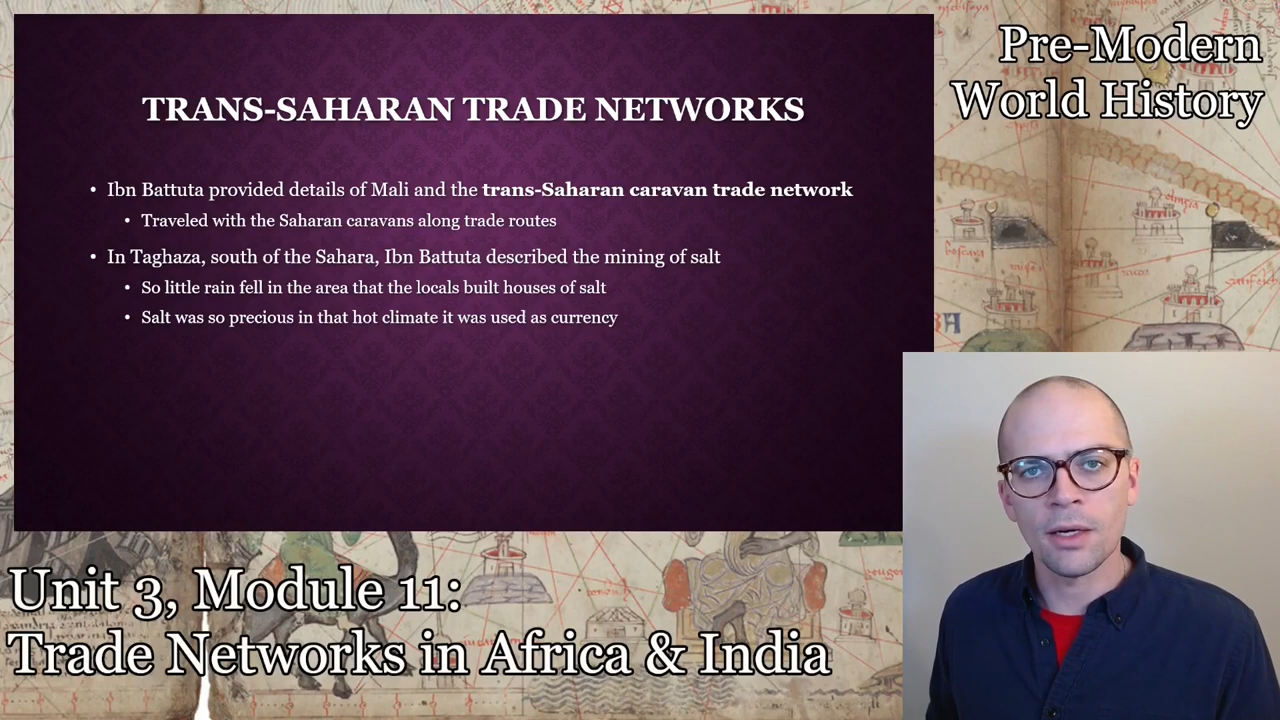 TRANS-SAHARAN TRADE NETWORKS
• Ibn Battuta provided details of Mali and the trans-Saharan caravan trade network
• Traveled with the Saharan caravans along trade routes
• In Taghaza, south of the Sahara, Ibn Battuta described the mining of salt
• So little rain fell in the area that the locals built houses of salt
• Salt was so precious in that hot climate it was used as currency
Pre-Modern
World History
Unit 3, Module 11:
Trade Networks in Africa & India